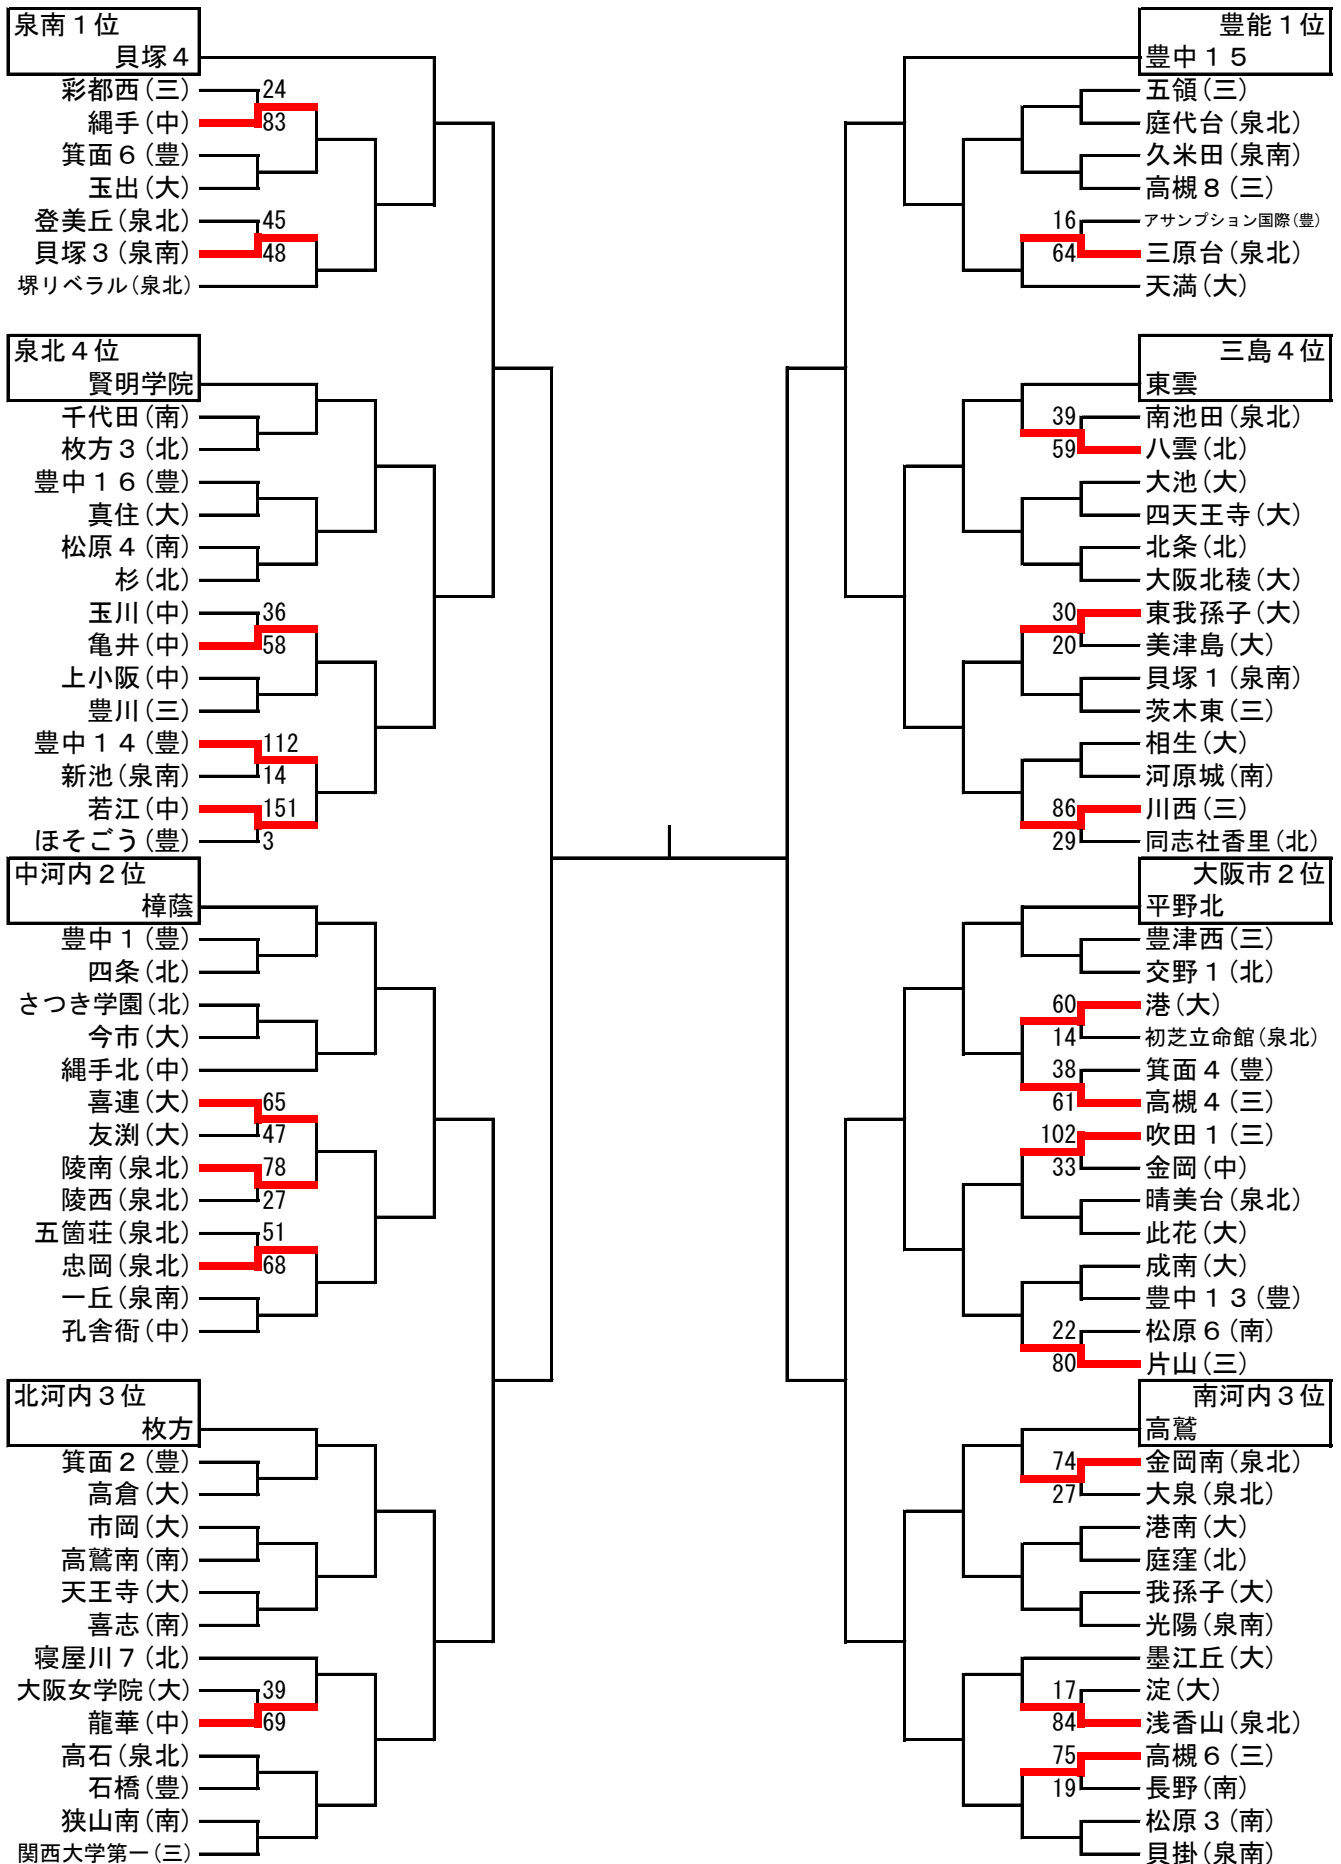 泉南１位
貝塚４
彩都西(三)
24
縄手(中)
83
箕面６(豊)
玉出(大)
登美丘(泉北)
45
貝塚３(泉南)
48
堺リベラル(泉北)
泉北４位
賢明学院
千代田(南)
枚方３(北)
豊中１６(豊)
真住(大)
松原４(南)
杉(北)
玉川(中)
36
亀井(中)
58
上小阪(中)
豊川(三)
豊中１４(豊)
112
新池(泉南)
14
若江(中)
151
ほそごう(豊)
3
中河内２位
樟蔭
豊中１(豊)
四条(北)
さつき学園(北)
今市(大)
縄手北(中)
喜連(大)
65
友渕(大)
47
陵南(泉北)
78
陵西(泉北)
27
五箇荘(泉北)
51
忠岡(泉北)
68
一丘(泉南)
孔舎衙(中)
北河内３位
枚方
箕面２(豊)
高倉(大)
市岡(大)
高鷲南(南)
天王寺(大)
喜志(南)
寝屋川７(北)
大阪女学院(大)
39
龍華(中)
69
高石(泉北)
石橋(豊)
狭山南(南)
関西大学第一(三)
豊能１位
豊中１５
五領(三)
庭代台(泉北)
久米田(泉南)
高槻８(三)
16
アサンプション国際(豊)
64
三原台(泉北)
天満(大)
三島４位
東雲
39
南池田(泉北)
59
八雲(北)
大池(大)
四天王寺(大)
北条(北)
大阪北稜(大)
30
東我孫子(大)
20
美津島(大)
貝塚１(泉南)
茨木東(三)
相生(大)
河原城(南)
86
川西(三)
29
同志社香里(北)
大阪市２位
平野北
豊津西(三)
交野１(北)
60
港(大)
14
初芝立命館(泉北)
38
箕面４(豊)
61
高槻４(三)
102
吹田１(三)
33
金岡(中)
晴美台(泉北)
此花(大)
成南(大)
豊中１３(豊)
22
松原６(南)
80
片山(三)
南河内３位
高鷲
74
金岡南(泉北)
27
大泉(泉北)
港南(大)
庭窪(北)
我孫子(大)
光陽(泉南)
墨江丘(大)
17
淀(大)
84
浅香山(泉北)
75
高槻６(三)
19
長野(南)
松原３(南)
貝掛(泉南)